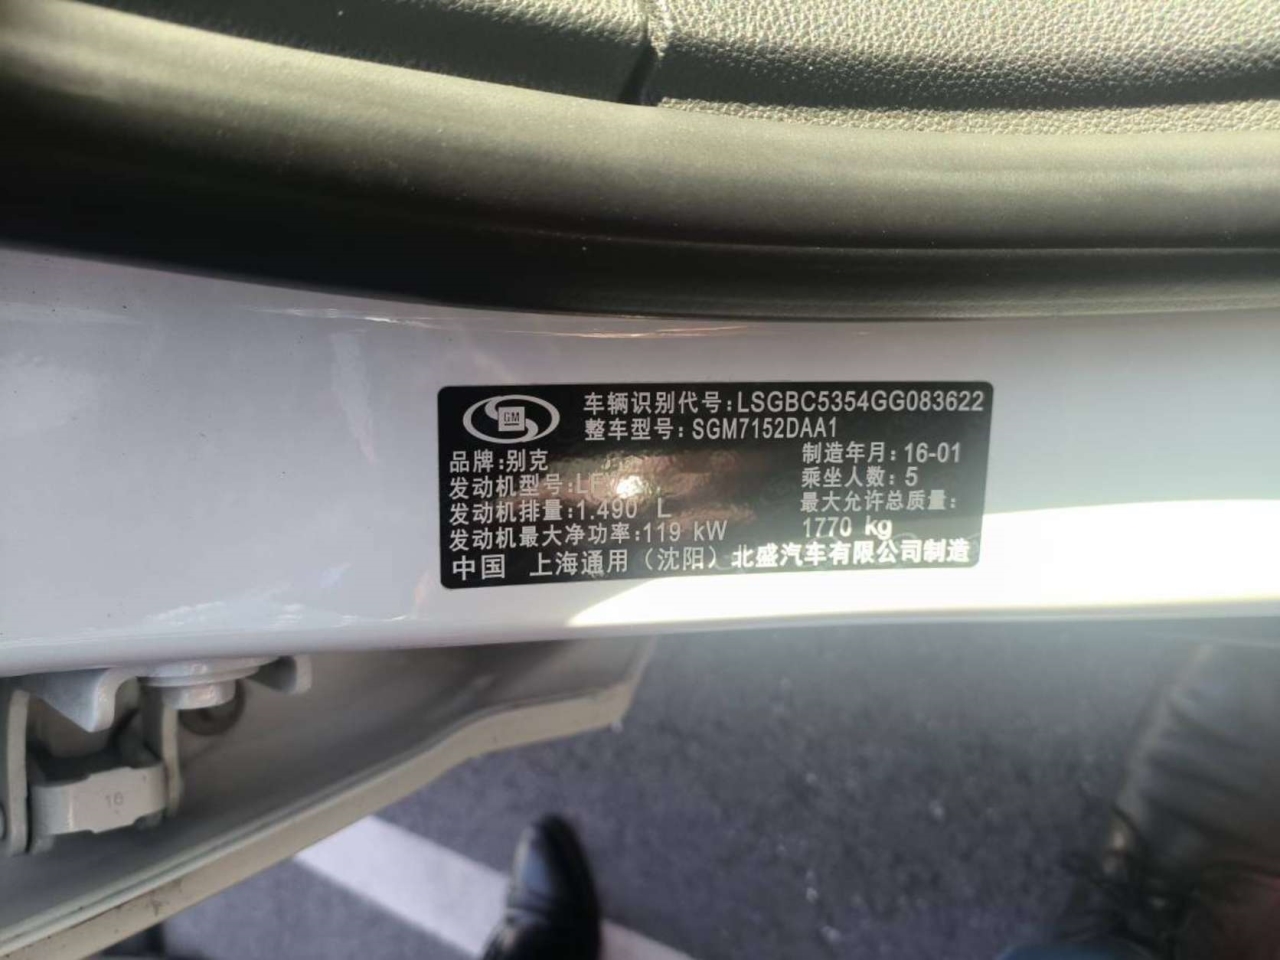 GM
车辆识别代号:LSGBC5354GG083622
整车型号: SGM7152DAA1
品牌:别克
制造年月: 16-01
发动机型号:LF
乘坐人数: 5
发动机排量:1.490 L
最大允许总质量:
发动机最大净功率:119 kW
1770 kg
中国 上海通用（沈阳）北盛汽车有限公司制造
16